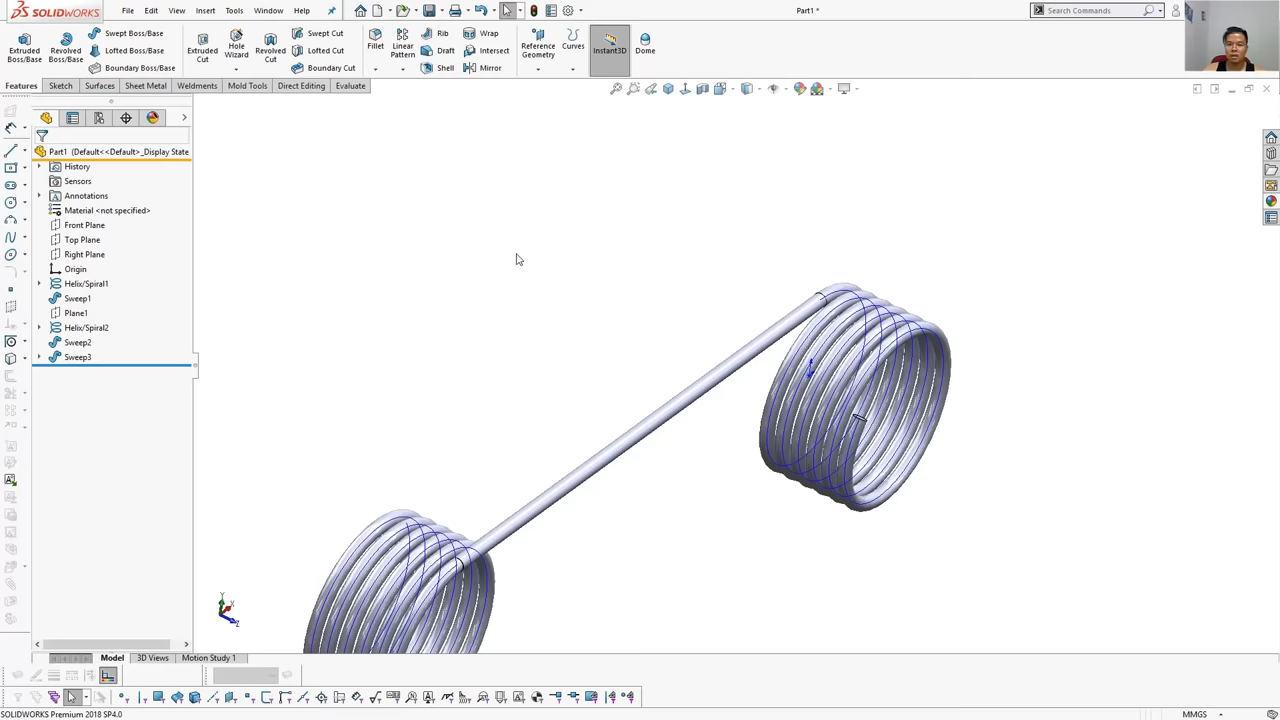 SOLIDWORKS
File
Edit
View
Insert
Tools
Window
Help
Part1 *
Search Commands
Extruded
Boss/Base
Revolved
Boss/Base
Swept Boss/Base
Lofted Boss/Base
Boundary Boss/Base
Extruded
Cut
Hole
Wizard
Revolved
Cut
Swept Cut
Lofted Cut
Boundary Cut
Fillet
Linear
Pattern
Rib
Draft
Shell
Wrap
Intersect
Mirror
Reference
Geometry
Curves
Instant3D
Dome
Features
Sketch
Surfaces
Sheet Metal
Weldments
Mold Tools
Direct Editing
Evaluate
Part1 (Default<<Default>_Display State
History
Sensors
Annotations
Material <not specified>
Front Plane
Top Plane
Right Plane
Origin
Helix/Spiral1
Sweep1
Plane1
Helix/Spiral2
Sweep2
Sweep3
Y
X
Z
Model
3D Views
Motion Study 1
SOLIDWORKS Premium 2018 SP4.0
MMGS